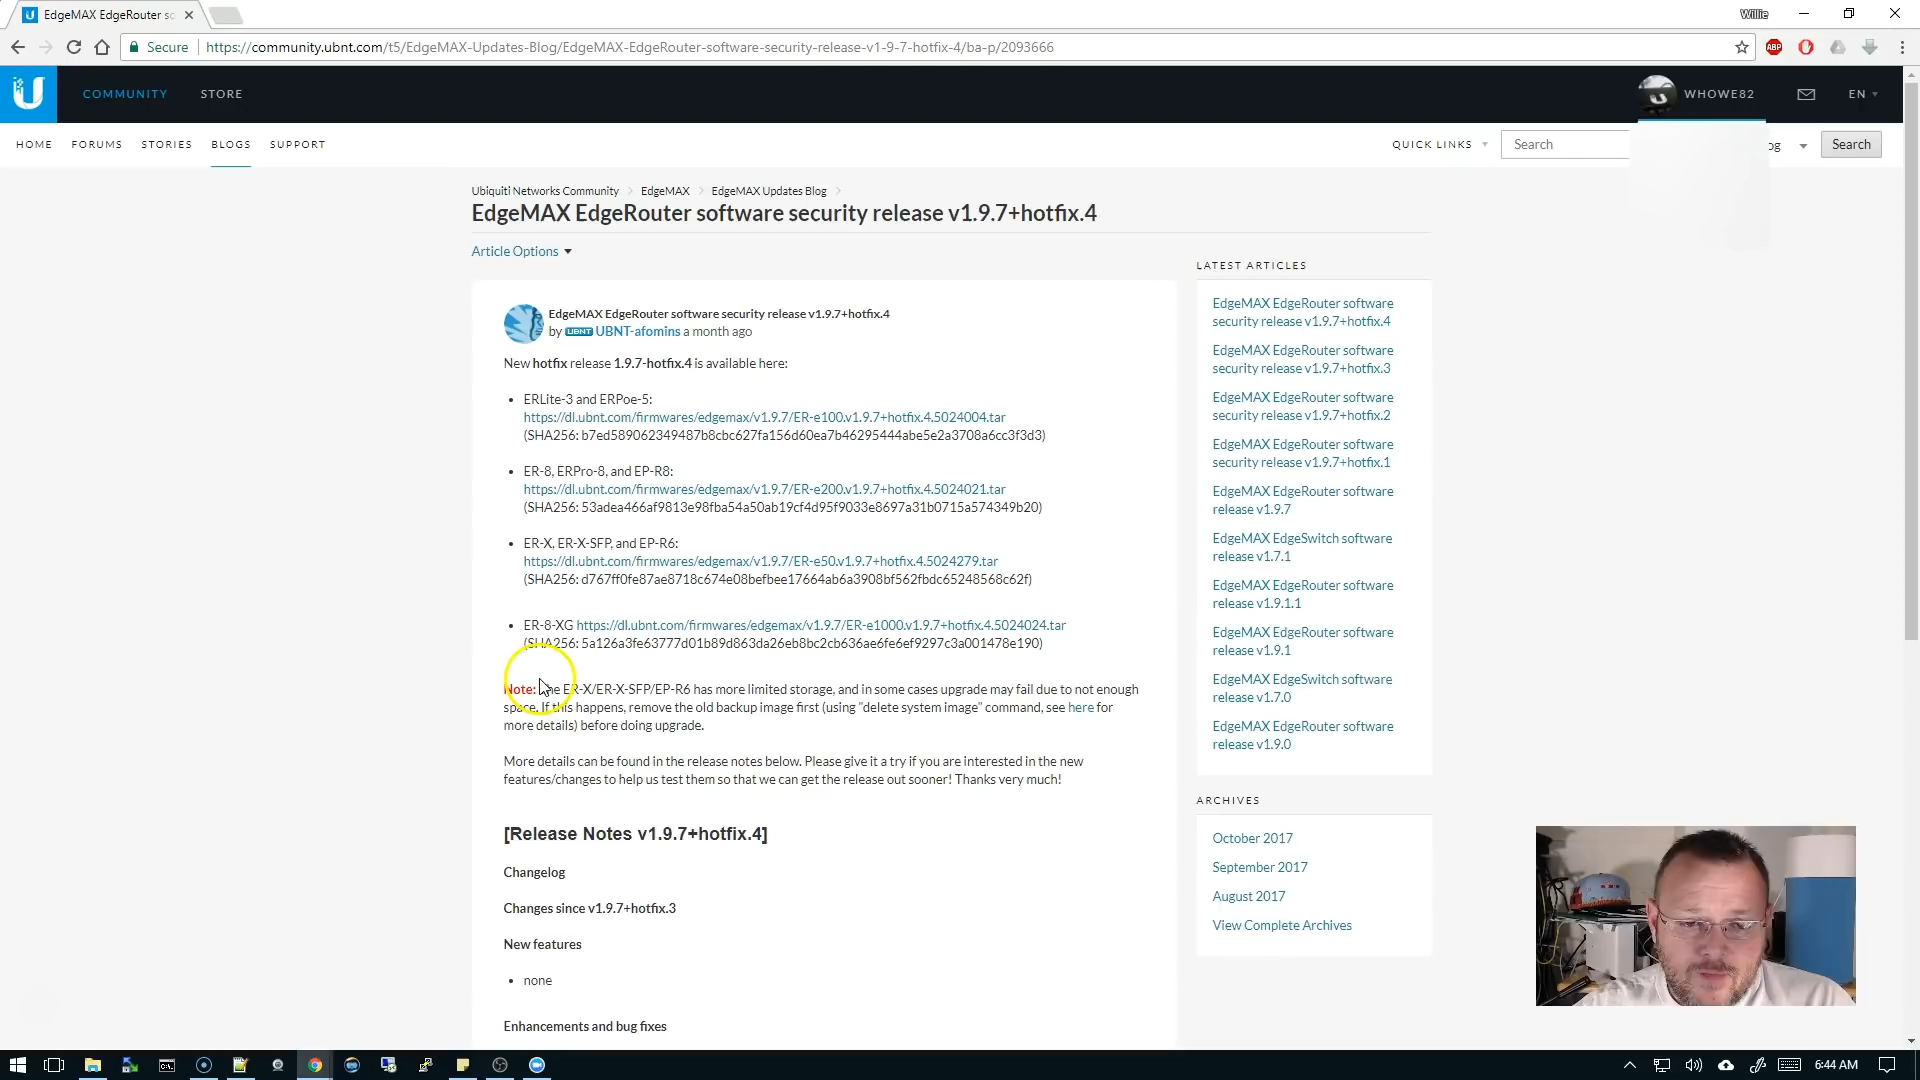 EdgeMAX EdgeRouter so
Willie
Secure
https://community.ubnt.com/t5/EdgeMAX-Updates-Blog/EdgeMAX-EdgeRouter-software-security-release-v1-9-7-hotfix-4/ba-p/2093666
ABP
COMMUNITY
STORE
WHOWE82
EN
HOME
FORUMS
STORIES
BLOGS
SUPPORT
QUICK LINKS
Search
og
Search
Ubiquiti Networks Community
EdgeMAX
EdgeMAX Updates Blog
EdgeMAX EdgeRouter software security release v1.9.7+hotfix.4
Article Options
EdgeMAX EdgeRouter software security release v1.9.7+hotfix.4
by UBNT UBNT-afomins a month ago
New hotfix release 1.9.7-hotfix.4 is available here:
• ERLite-3 and ERPoe-5:
https://dl.ubnt.com/firmwares/edgemax/v1.9.7/ER-e100.v1.9.7+hotfix.4.5024004.tar
(SHA256: b7ed589062349487b8cbc627fa156d60ea7b46295444abe5e2a3708a6cc3f3d3)
• ER-8, ERPro-8, and EP-R8:
https://dl.ubnt.com/firmwares/edgemax/v1.9.7/ER-e200.v1.9.7+hotfix.4.5024021.tar
(SHA256: 53adea466af9813e98fba54a50ab19cf4d95f9033e8697a31b0715a574349b20)
• ER-X, ER-X-SFP, and EP-R6:
https://dl.ubnt.com/firmwares/edgemax/v1.9.7/ER-e50.v1.9.7+hotfix.4.5024279.tar
(SHA256: d767ff0fe87ae8718c674e08befbee17664ab6a3908bf562fbdc65248568c62f)
• ER-8-XG https://dl.ubnt.com/firmwares/edgemax/v1.9.7/ER-e1000.v1.9.7+hotfix.4.5024024.tar
(SHA256: 5a126a3fe63777d01b89d863da26eb8bc2cb636ae6fe6ef9297c3a001478e190)
Note: The ER-X/ER-X-SFP/EP-R6 has more limited storage, and in some cases upgrade may fail due to not enough
space. If this happens, remove the old backup image first (using "delete system image" command, see here for
more details) before doing upgrade.
More details can be found in the release notes below. Please give it a try if you are interested in the new
features/changes to help us test them so that we can get the release out sooner! Thanks very much!
[Release Notes v1.9.7+hotfix.4]
Changelog
Changes since v1.9.7+hotfix.3
New features
• none
Enhancements and bug fixes
LATEST ARTICLES
EdgeMAX EdgeRouter software
security release v1.9.7+hotfix.4
EdgeMAX EdgeRouter software
security release v1.9.7+hotfix.3
EdgeMAX EdgeRouter software
security release v1.9.7+hotfix.2
EdgeMAX EdgeRouter software
security release v1.9.7+hotfix.1
EdgeMAX EdgeRouter software
release v1.9.7
EdgeMAX EdgeSwitch software
release v1.7.1
EdgeMAX EdgeRouter software
release v1.9.1.1
EdgeMAX EdgeRouter software
release v1.9.1
EdgeMAX EdgeSwitch software
release v1.7.0
EdgeMAX EdgeRouter software
release v1.9.0
ARCHIVES
October 2017
September 2017
August 2017
View Complete Archives
6:44 AM